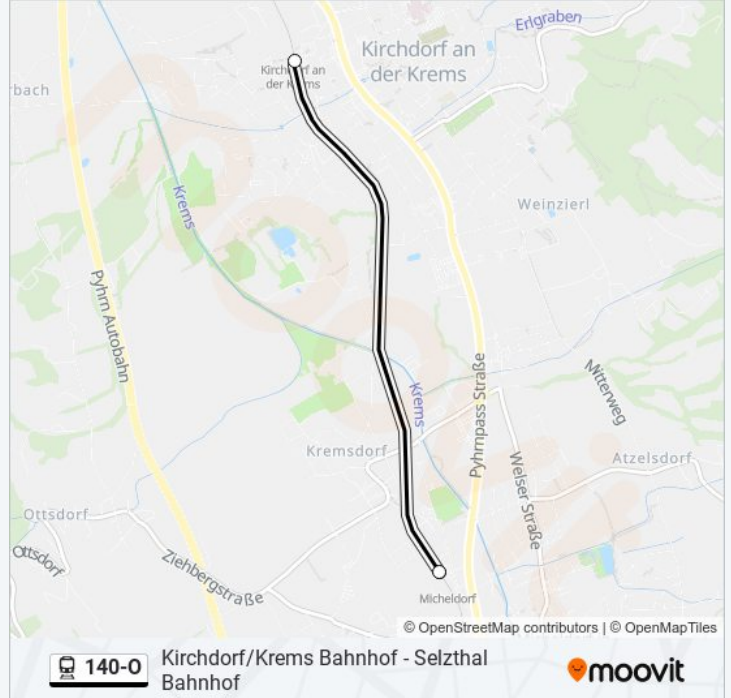 Erlgraben
Kirchdorf an
der Krems
Kirchdorf an
der Krems
rbach
Krems
Weinzierl
Pyhrn Autobahn
Pyhrnpass Straße
Mitterweg
Krems
Kremsdorf
Welser Straße
Atzelsdorf
Ottsdorf
Ottsdorf
Ziehbergstraße
Micheldorf
© OpenStreetMap contributors | © OpenMapTiles
140-O
Kirchdorf/Krems Bahnhof - Selzthal
Bahnhof
moovit